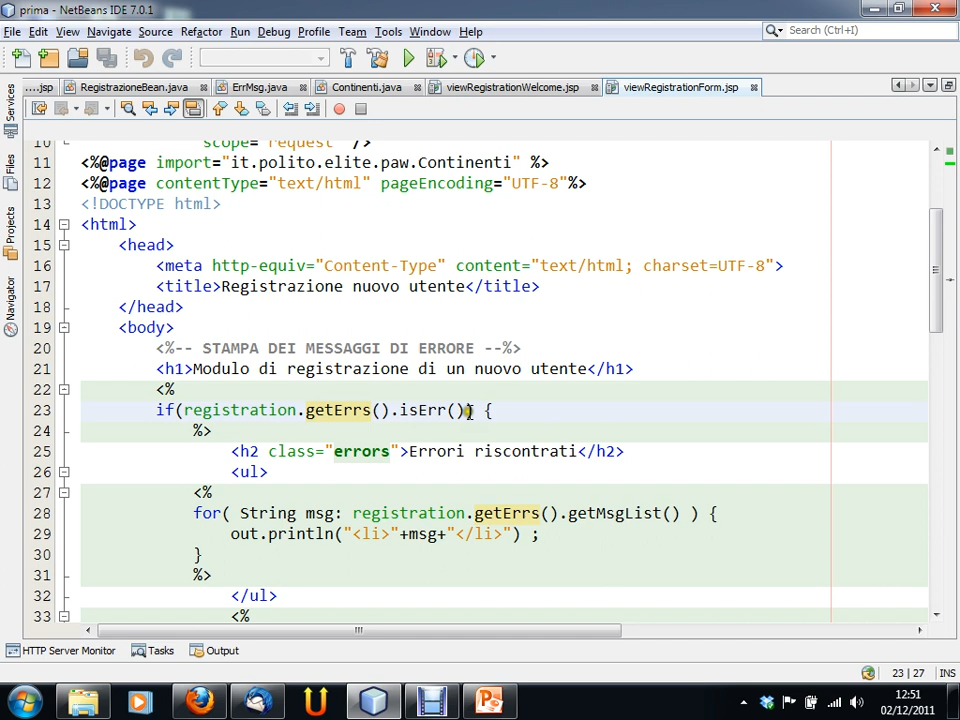 prima - NetBeans IDE 7.0.1
File Edit View Navigate Source Refactor Run Debug Profile Team Tools Window Help
Search (Ctrl+I)
....jsp RegistrazioneBean.java ErrMsg.java Continenti.java viewRegistrationWelcome.jsp viewRegistrationForm.jsp
Services
Files
Projects
Navigator
10 scope="request" />
11 <%@page import="it.polito.elite.paw.Continenti" %>
12 <%@page contentType="text/html" pageEncoding="UTF-8"%>
13 <!DOCTYPE html>
14 <html>
15 <head>
16 <meta http-equiv="Content-Type" content="text/html; charset=UTF-8">
17 <title>Registrazione nuovo utente</title>
18 </head>
19 <body>
20 <%-- STAMPA DEI MESSAGGI DI ERRORE --%>
21 <h1>Modulo di registrazione di un nuovo utente</h1>
22 <%
23 if(registration.getErrs().isErr()) {
24 %>
25 <h2 class="errors">Errori riscontrati</h2>
26 <ul>
27 <%
28 for( String msg: registration.getErrs().getMsgList() ) {
29 out.println("<li>"+msg+"</li>") ;
30 }
31 %>
32 </ul>
33 <%
HTTP Server Monitor Tasks Output
23 | 27 INS
12:51
02/12/2011